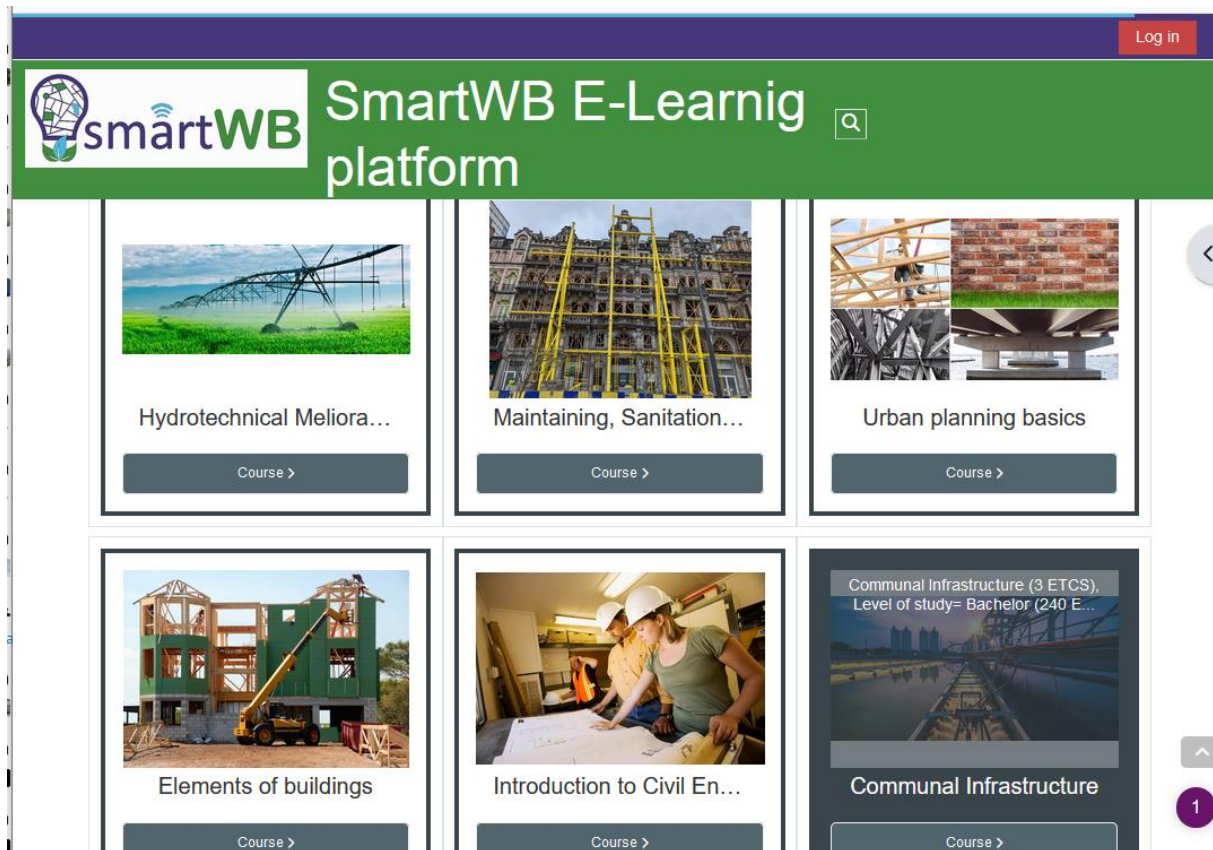 Log in
smartWB
SmartWB E-Learnig
platform
Hydrotechnical Meliora...
Maintaining, Sanitation...
Urban planning basics
Course >
Course >
Course >
Communal Infrastructure (3 ETCS),
Level of study= Bachelor (240 E...
Elements of buildings
Introduction to Civil En...
Communal Infrastructure
Course >
Course >
Course >
1